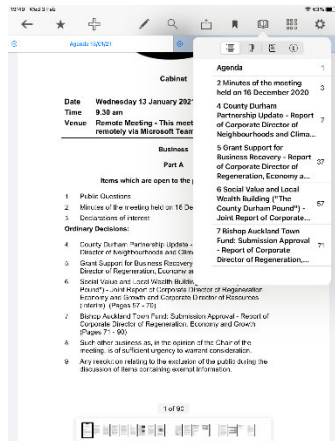 Agenda 13/01/21
Cabinet
Date Wednesday 13 January 2021
Time 9.30 am
Venue Remote Meeting - This meet
remotely via Microsoft Team
Business
Part A
Items which are open to the
1 Public Questions
2 Minutes of the meeting held on 16 De
3 Declarations of interest
Ordinary Decisions:
4 County Durham Partnership Update -
Director of Neighbourhoods and Clim
5 Grant Support for Business Recovery
Director of Regeneration, Economy ar
6 Social Value and Local Wealth Buildin
Pound") - Joint Report of Corporate Director of Regeneration
Economy and Growth and Corporate Director of Resources
(Interim) (Pages 57 - 70)
7 Bishop Auckland Town Fund: Submission Approval - Report of
Corporate Director of Regeneration, Economy and Growth
(Pages 71 - 90)
8 Such other business as, in the opinion of the Chair of the
meeting, is of sufficient urgency to warrant consideration.
9 Any resolution relating to the exclusion of the public during the
discussion of items containing exempt information.
1 of 90
Agenda 1
2 Minutes of the meeting
held on 16 December 2020 3
4 County Durham
Partnership Update - Report
of Corporate Director of
Neighbourhoods and Clima... 7
5 Grant Support for
Business Recovery - Report
of Corporate Director of
Regeneration, Economy a... 37
6 Social Value and Local
Wealth Building ("The
County Durham Pound") -
Joint Report of Corporate... 57
7 Bishop Auckland Town
Fund: Submission Approval
- Report of Corporate
Director of Regeneration,... 71